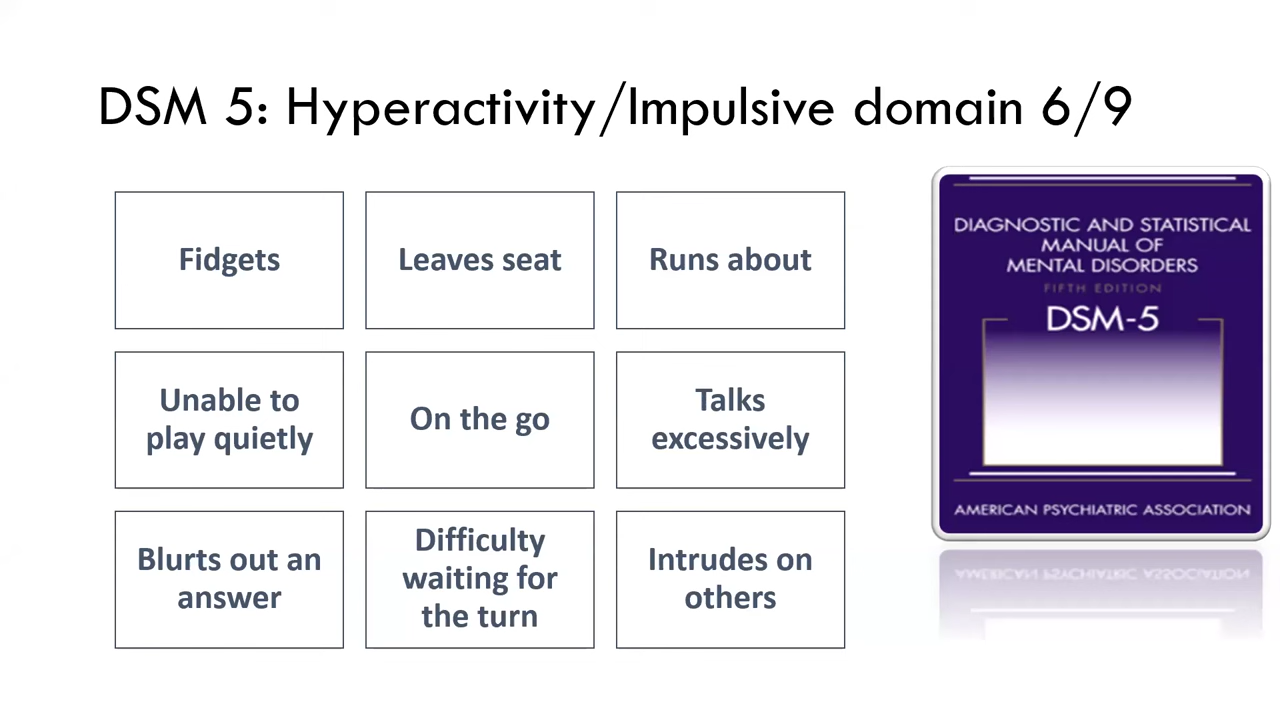 DSM 5: Hyperactivity/Impulsive domain 6/9
Fidgets
Leaves seat
Runs about
Unable to
play quietly
On the go
Talks
excessively
Blurts out an
answer
Difficulty
waiting for
the turn
Intrudes on
others
DIAGNOSTIC AND STATISTICAL
MANUAL OF
MENTAL DISORDERS
FIFTH EDITION
DSM-5
AMERICAN PSYCHIATRIC ASSOCIATION